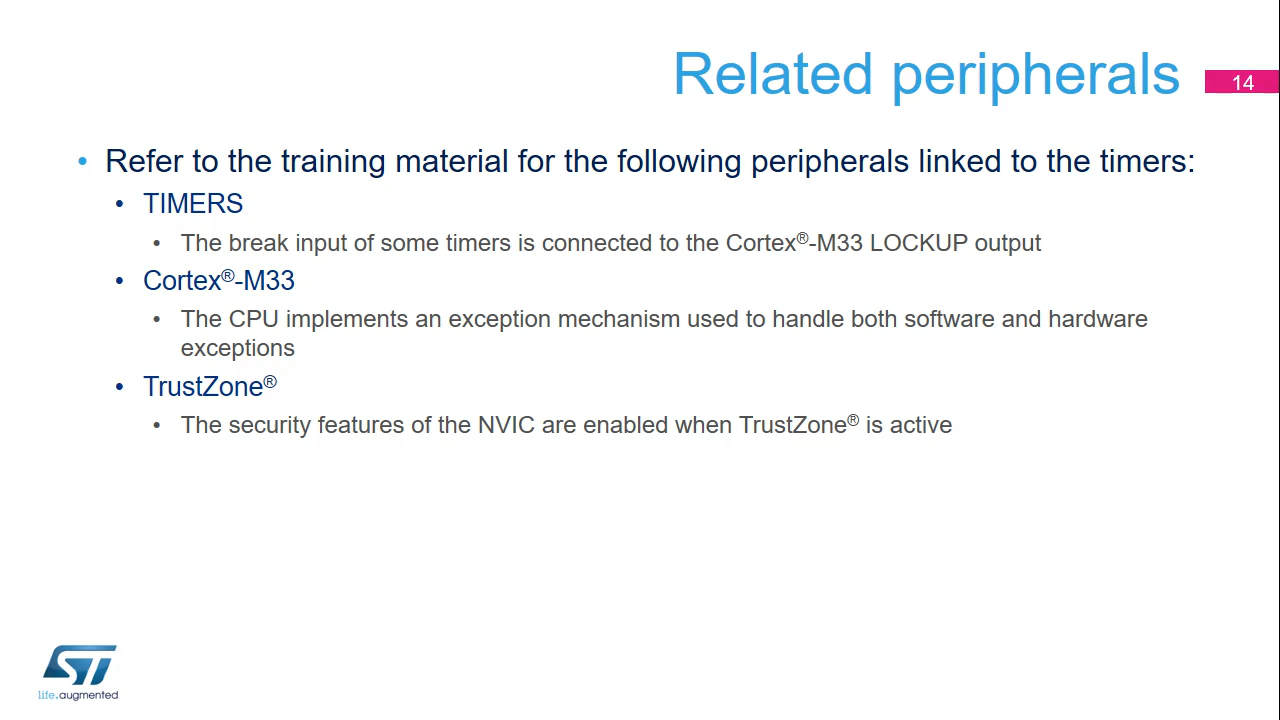 Related peripherals
14
• Refer to the training material for the following peripherals linked to the timers:
• TIMERS
• The break input of some timers is connected to the Cortex®-M33 LOCKUP output
• Cortex®-M33
• The CPU implements an exception mechanism used to handle both software and hardware
exceptions
• TrustZone®
• The security features of the NVIC are enabled when TrustZone® is active
ST
life.augmented